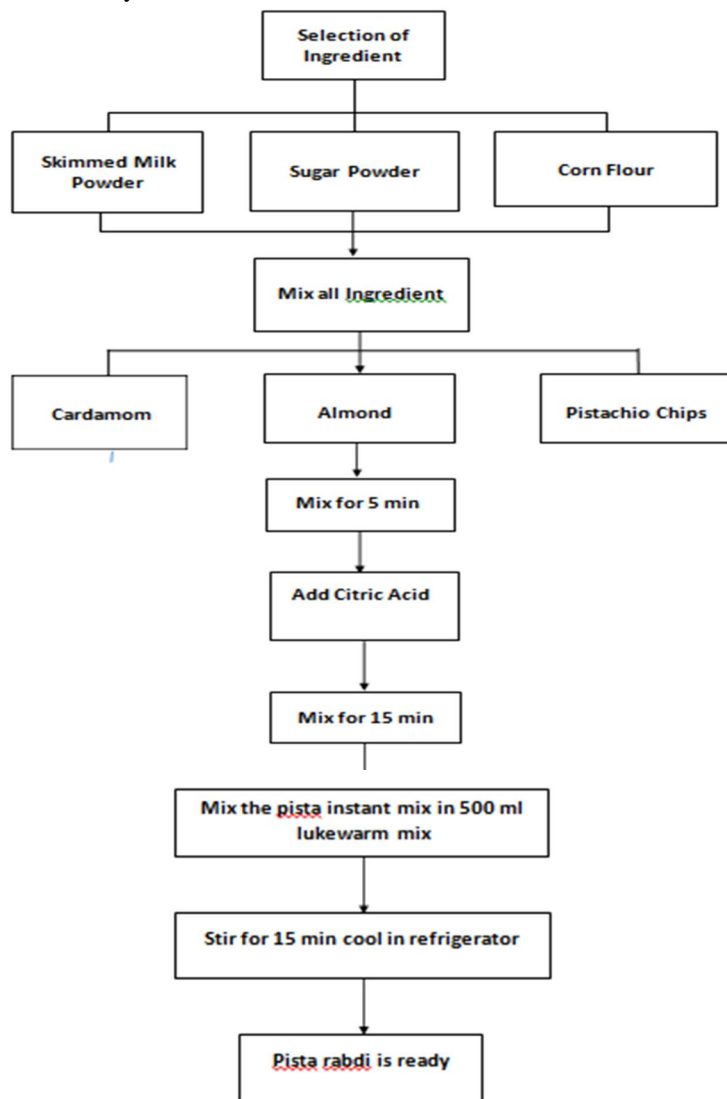 Selection of
Ingredient
Skimmed Milk
Powder
Sugar Powder
Corn Flour
Mix all Ingredient
Cardamom
Almond
Pistachio Chips
Mix for 5 min
Add Citric Acid
Mix for 15 min
Mix the pista instant mix in 500 ml
lukewarm mix
Stir for 15 min cool in refrigerator
Pista rabdi is ready